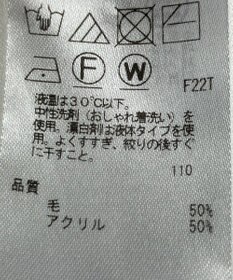 F W
F22T
液温は30℃以下。
中性洗剤(おしゃれ着洗い)を
使用。漂白剤は液体タイプを使
用。よくすすぎ、絞りの後すぐ
に干すこと。
110
品質
毛 50%
アクリル 50%